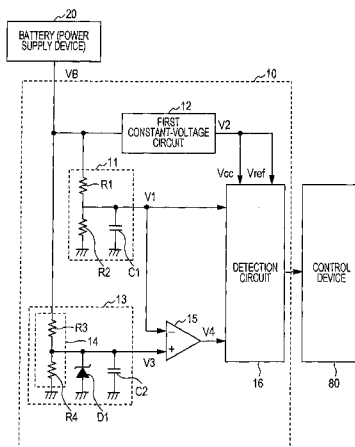 20
BATTERY (POWER
SUPPLY DEVICE)
VB
10
12
FIRST
CONSTANT-VOLTAGE
CIRCUIT
V2
11
Vcc
Vref
R1
V1
R2
C1
DETECTION
CIRCUIT
CONTROL
DEVICE
13
15
R3
14
V3
V4
R4
D1
C2
16
80